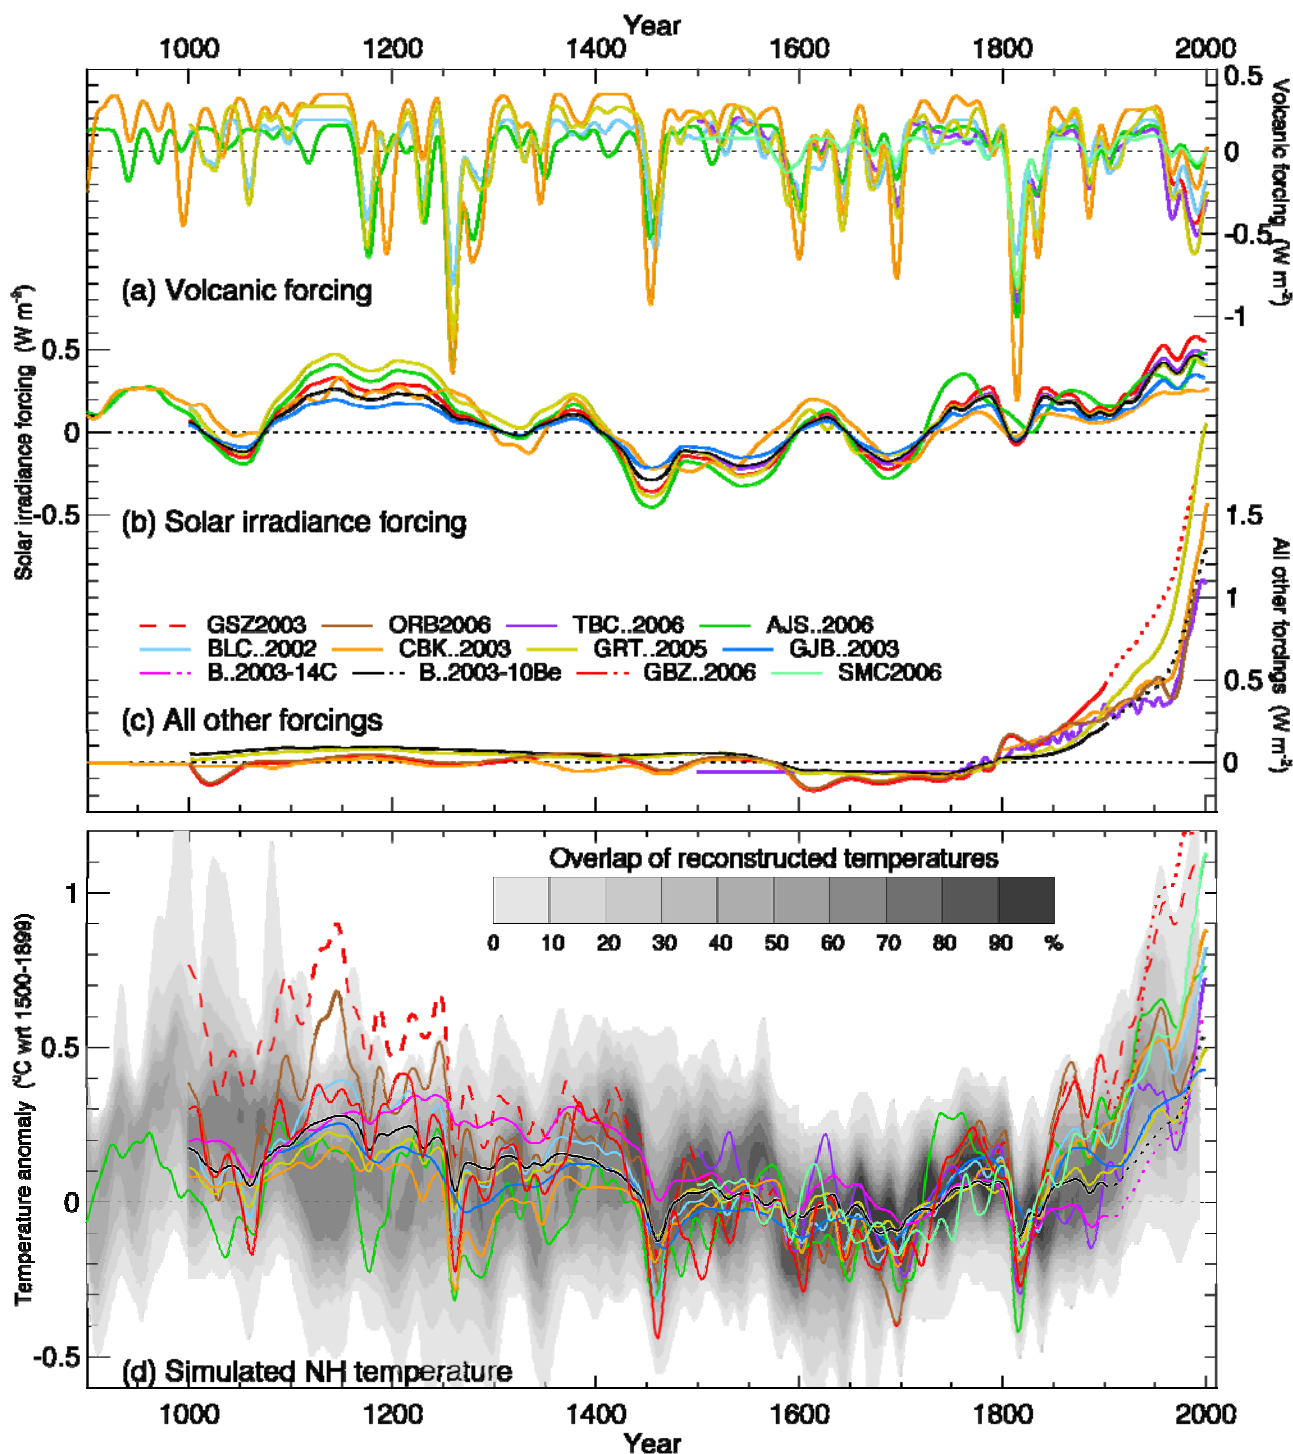 Year
1000 1200 1400 1600 1800 2000
0.5
0
-0.5
-1
Volcanic forcing (W m⁻²)
(a) Volcanic forcing
0.5
0
-0.5
Solar irradiance forcing (W m⁻²)
(b) Solar irradiance forcing
1.5
1
0.5
0
All other forcings (W m⁻²)
GSZ2003 ORB2006 TBC..2006 AJS..2006
BLC..2002 CBK..2003 GRT..2005 GJB..2003
B..2003-14C B..2003-10Be GBZ..2006 SMC2006
(c) All other forcings
Overlap of reconstructed temperatures
0 10 20 30 40 50 60 70 80 90 %
1
0.5
0
-0.5
Temperature anomaly (°C wrt 1500-1899)
(d) Simulated NH temperature
1000 1200 1400 1600 1800 2000
Year